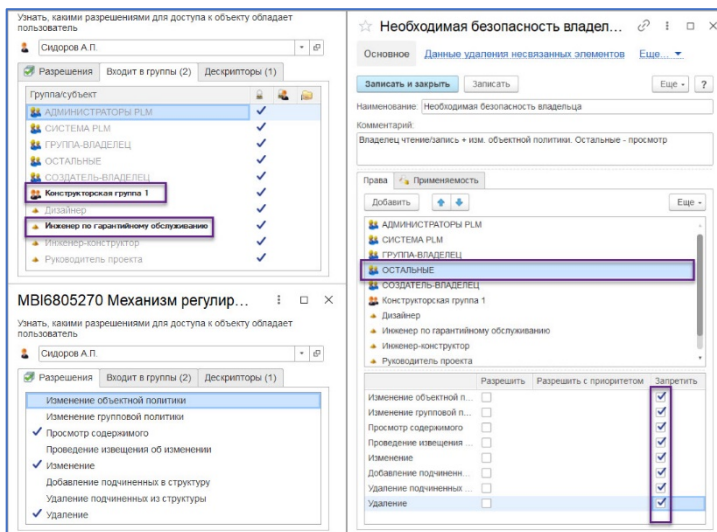 Узнать, какими разрешениями для доступа к объекту обладает
пользователь
Сидоров А.П.
Разрешения Входит в группы (2) Дескрипторы (1)
Группа/субъект
АДМИНИСТРАТОРЫ PLM
СИСТЕМА PLM
ГРУППА-ВЛАДЕЛЕЦ
ОСТАЛЬНЫЕ
СОЗДАТЕЛЬ-ВЛАДЕЛЕЦ
Конструкторская группа 1
Дизайнер
Инженер по гарантийному обслуживанию
Инженер-конструктор
Руководитель проекта
MBI6805270 Механизм регулир...
Узнать, какими разрешениями для доступа к объекту обладает
пользователь
Сидоров А.П.
Разрешения Входит в группы (2) Дескрипторы (1)
Изменение объектной политики
Изменение групповой политики
Просмотр содержимого
Проведение извещения об изменении
Изменение
Добавление подчиненных в структуру
Удаление подчиненных из структуры
Удаление
Необходимая безопасность владел...
Основное Данные удаления несвязанных элементов Еще...
Записать и закрыть Записать Еще ?
Наименование: Необходимая безопасность владельца
Комментарий:
Владелец чтение/запись + изм. объектной политики. Остальные - просмотр
Права Применяемость
Добавить Еще
АДМИНИСТРАТОРЫ PLM
СИСТЕМА PLM
ГРУППА-ВЛАДЕЛЕЦ
ОСТАЛЬНЫЕ
СОЗДАТЕЛЬ-ВЛАДЕЛЕЦ
Конструкторская группа 1
Дизайнер
Инженер по гарантийному обслуживанию
Инженер-конструктор
Руководитель проекта
Разрешить Разрешить с приоритетом Запретить
Изменение объектной п...
Изменение групповой п...
Просмотр содержимого
Проведение извещения ...
Изменение
Добавление подчиненн...
Удаление подчиненных ...
Удаление